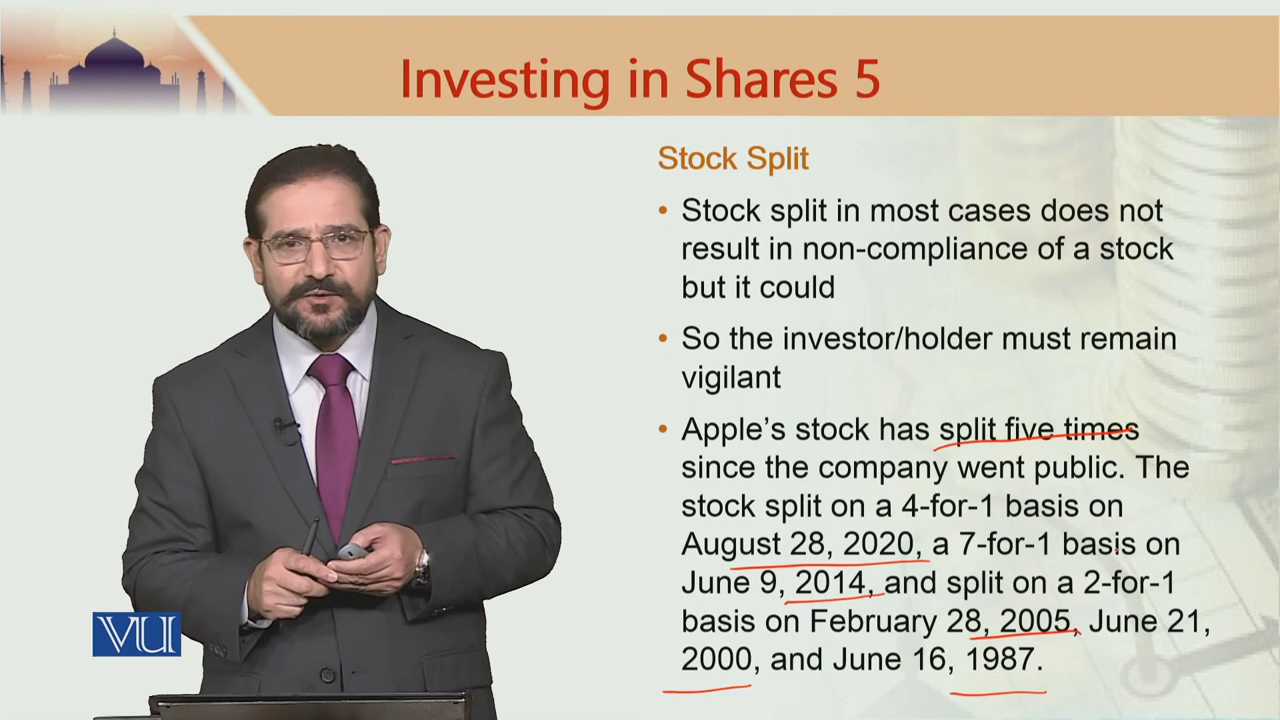 Investing in Shares 5
Stock Split
• Stock split in most cases does not
result in non-compliance of a stock
but it could
• So the investor/holder must remain
vigilant
• Apple’s stock has split five times
since the company went public. The
stock split on a 4-for-1 basis on
August 28, 2020, a 7-for-1 basis on
June 9, 2014, and split on a 2-for-1
basis on February 28, 2005, June 21,
2000, and June 16, 1987.
VU